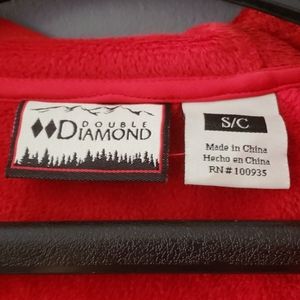 DOUBLE
DIAMOND
S/C
Made in China
Hecho en China
RN # 100935